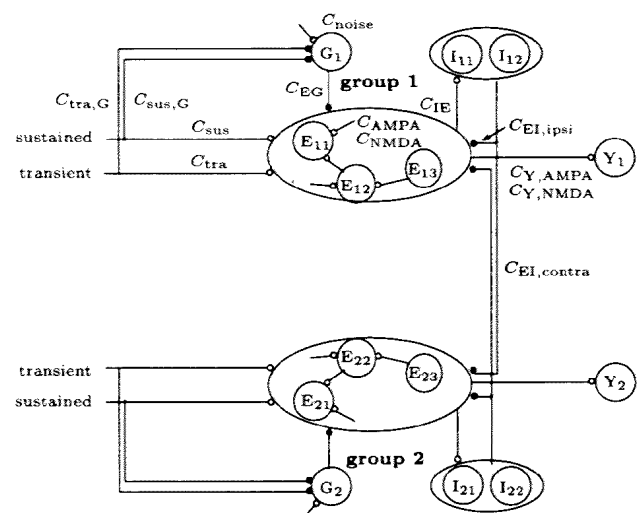 C_noise
G_1
I_11 I_12
C_EG
group 1
C_tra,G
C_sus,G
C_IE
C_EI,ipsi
sustained
C_sus
E_11
C_AMPA
C_NMDA
transient
C_tra
E_12
E_13
Y_1
C_Y,AMPA
C_Y,NMDA
C_EI,contra
transient
E_22
E_23
Y_2
sustained
E_21
group 2
G_2
I_21 I_22